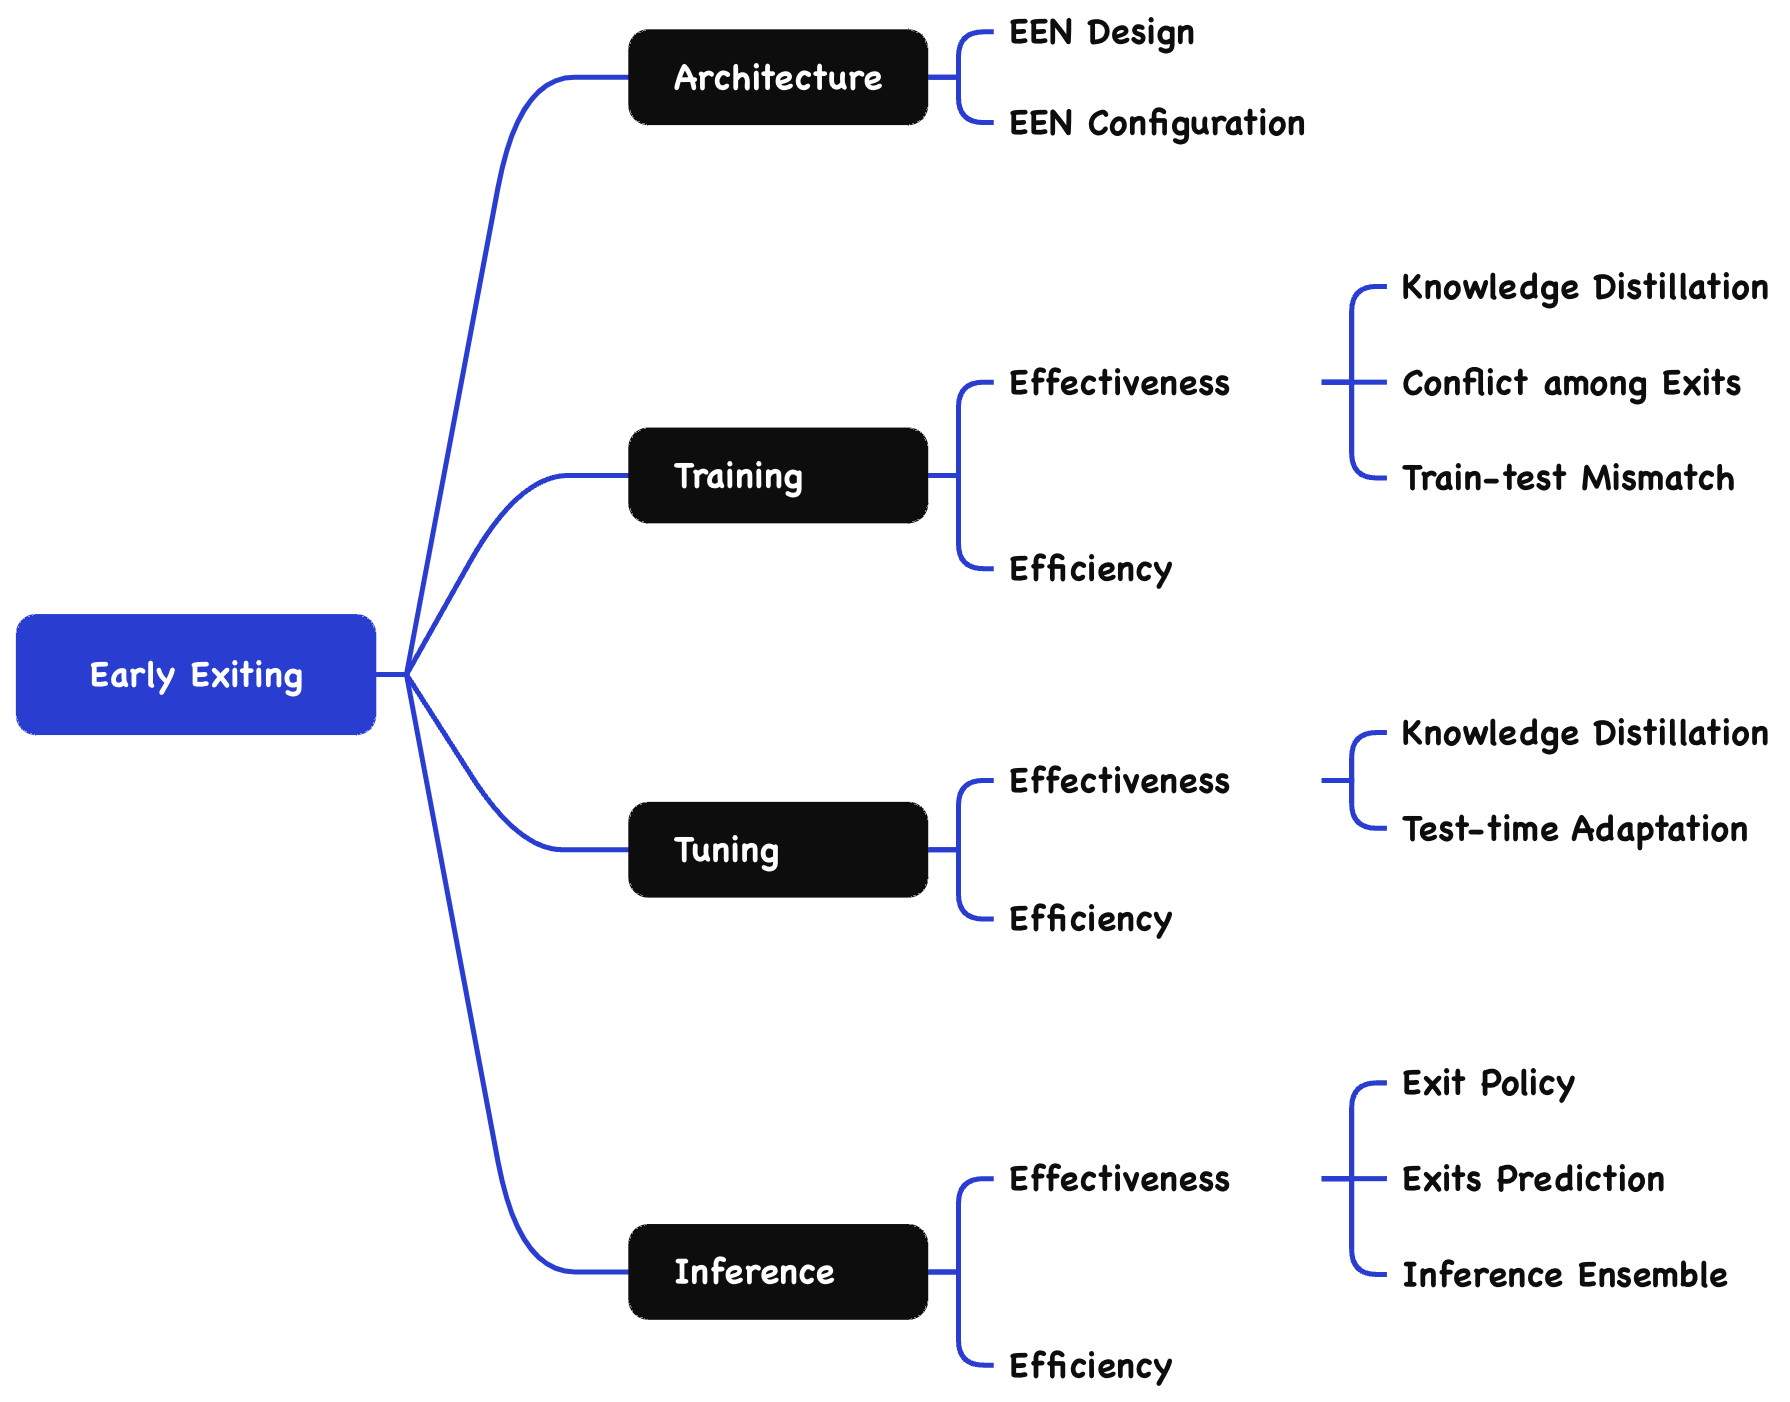 Early Exiting
Architecture
EEN Design
EEN Configuration
Training
Effectiveness
Knowledge Distillation
Conflict among Exits
Train-test Mismatch
Efficiency
Tuning
Effectiveness
Knowledge Distillation
Test-time Adaptation
Efficiency
Inference
Effectiveness
Exit Policy
Exits Prediction
Inference Ensemble
Efficiency